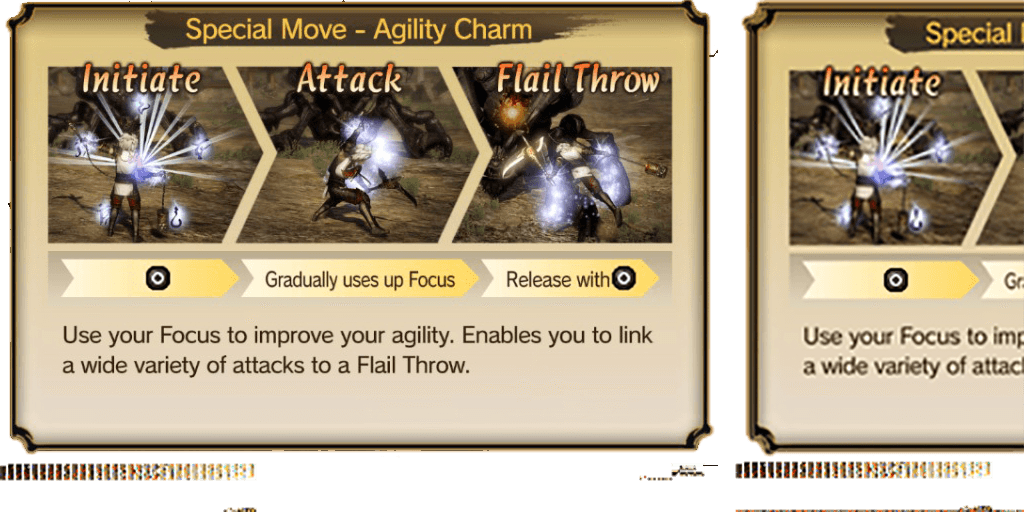 Special Move - Agility Charm
Initiate
Attack
Flail Throw
Gradually uses up Focus
Release with
Use your Focus to improve your agility. Enables you to link
a wide variety of attacks to a Flail Throw.
Special
Initiate
Use your Focus to
a wide variety of